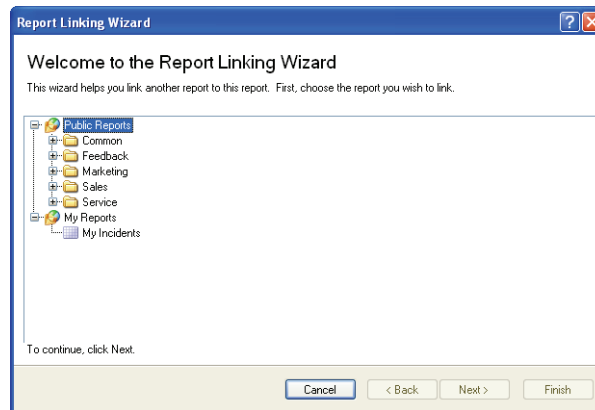 Report Linking Wizard
Welcome to the Report Linking Wizard
This wizard helps you link another report to this report. First, choose the report you wish to link.
Public Reports
Common
Feedback
Marketing
Sales
Service
My Reports
My Incidents
To continue, click Next.
Cancel < Back Next > Finish